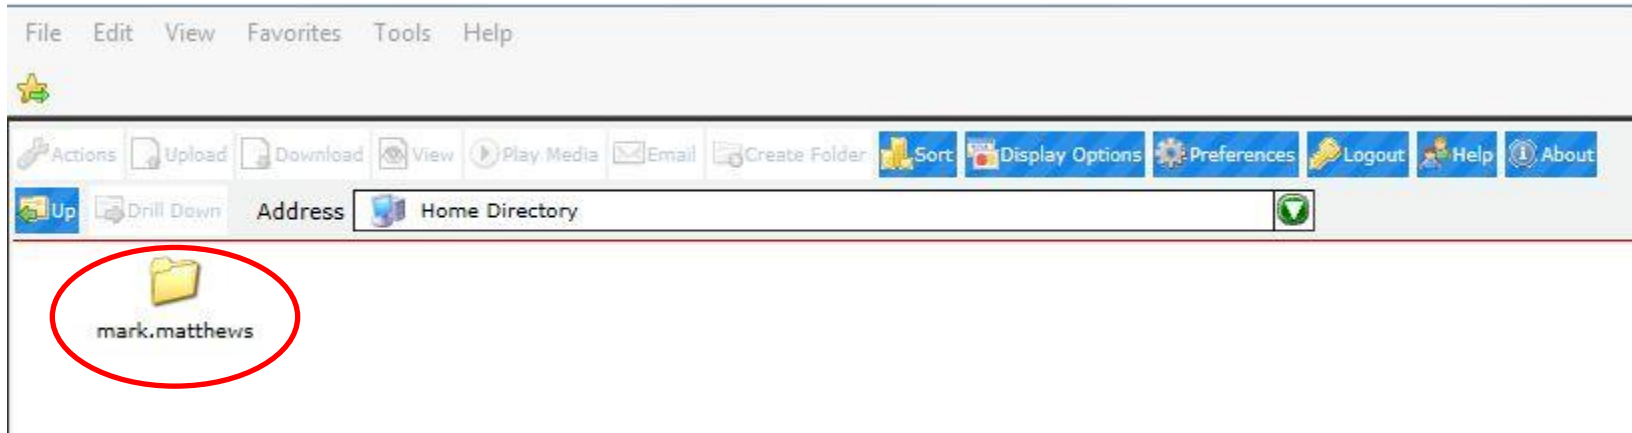 File Edit View Favorites Tools Help
Actions Upload Download View Play Media Email Create Folder Sort Display Options Preferences Logout Help About
Up Drill Down Address Home Directory
mark.matthews